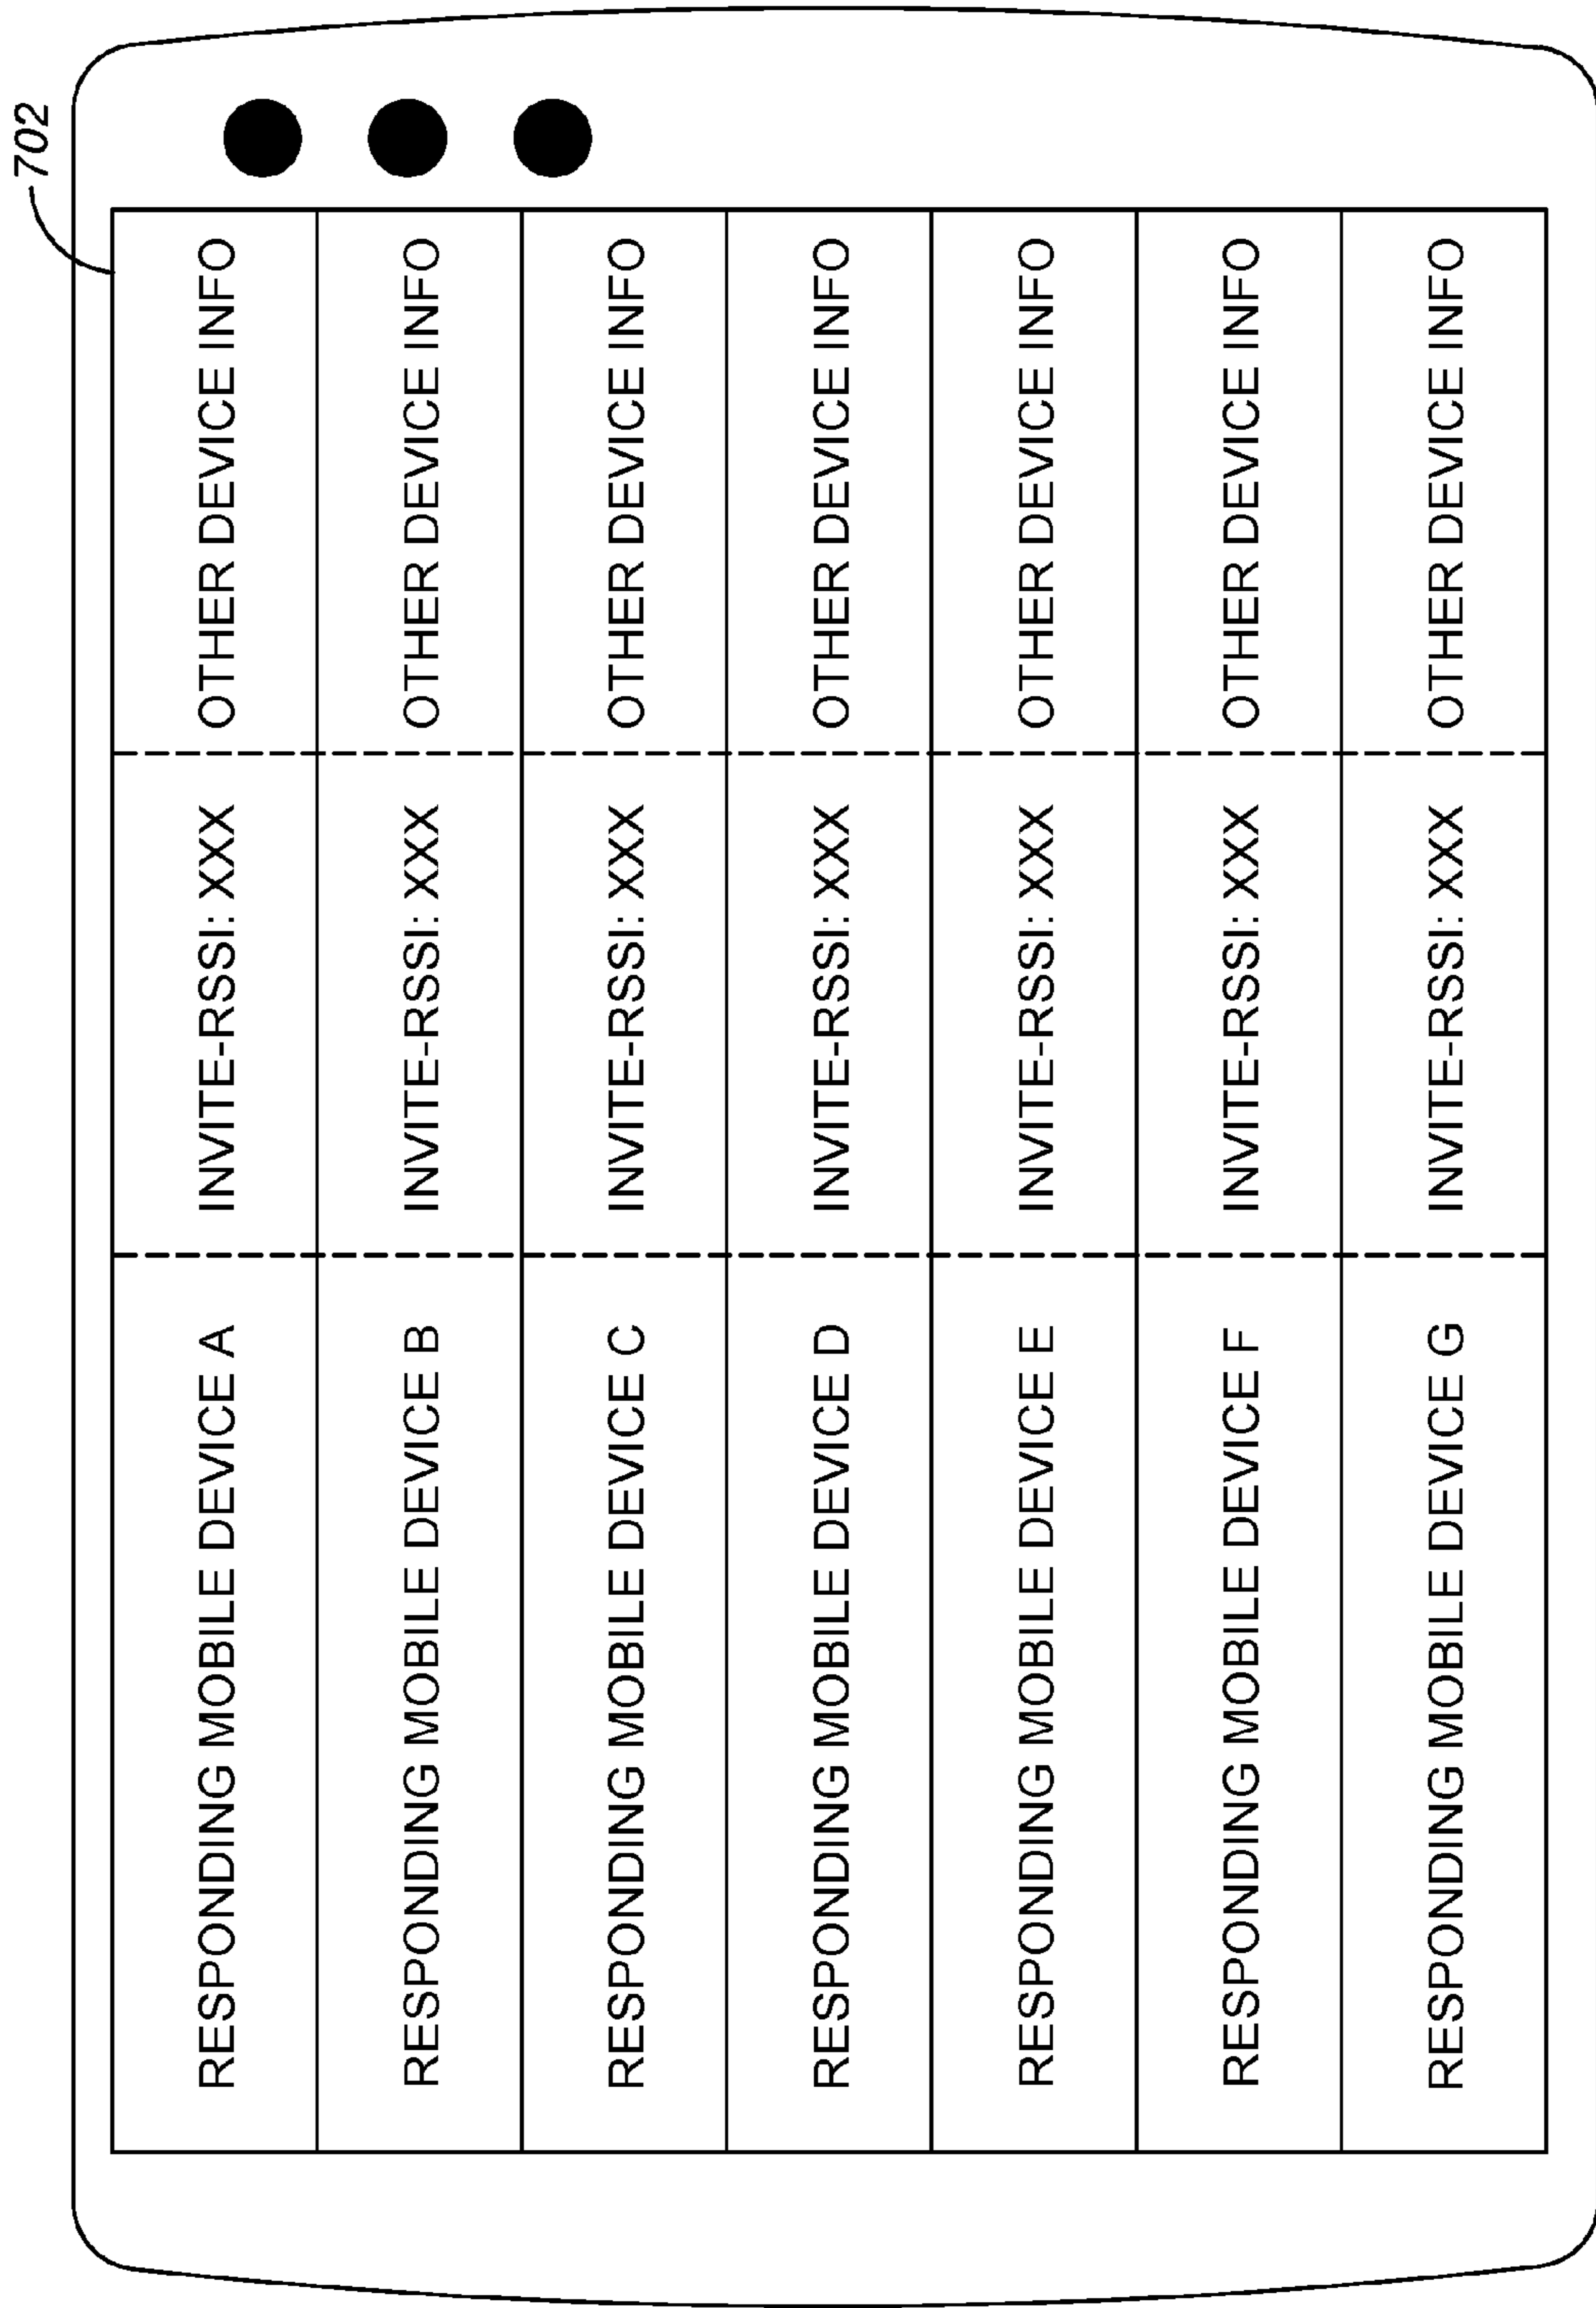 702
RESPONDING MOBILE DEVICE A INVITE-RSSI: XXX OTHER DEVICE INFO
RESPONDING MOBILE DEVICE B INVITE-RSSI: XXX OTHER DEVICE INFO
RESPONDING MOBILE DEVICE C INVITE-RSSI: XXX OTHER DEVICE INFO
RESPONDING MOBILE DEVICE D INVITE-RSSI: XXX OTHER DEVICE INFO
RESPONDING MOBILE DEVICE E INVITE-RSSI: XXX OTHER DEVICE INFO
RESPONDING MOBILE DEVICE F INVITE-RSSI: XXX OTHER DEVICE INFO
RESPONDING MOBILE DEVICE G INVITE-RSSI: XXX OTHER DEVICE INFO